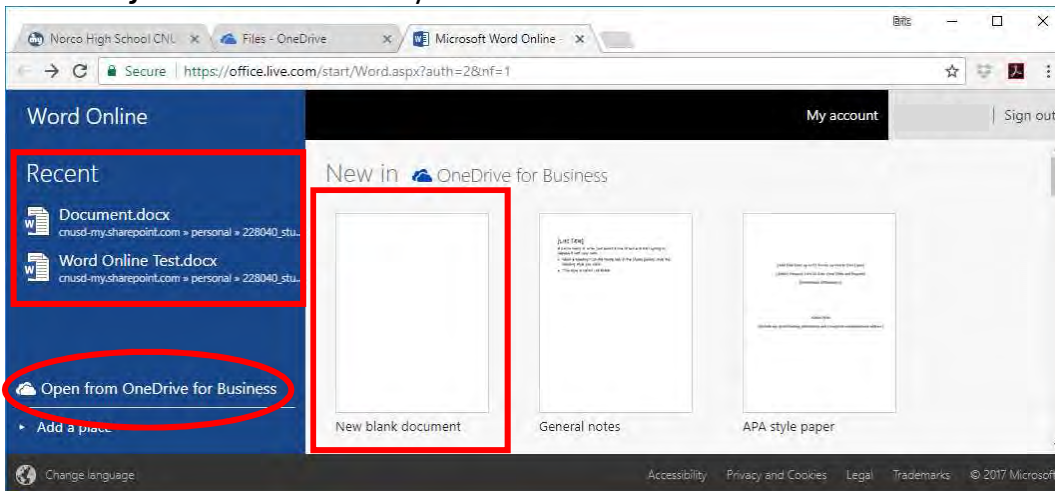 Norco High School CNU
Files - OneDrive
Microsoft Word Online -
Secure | https://office.live.com/start/Word.aspx?auth=2&nf=1
Word Online
My account
Sign out
Recent
New in OneDrive for Business
Document.docx
cnusd-my.sharepoint.com » personal » 228040_stu...
Word Online Test.docx
cnusd-my.sharepoint.com » personal » 228040_stu...
Open from OneDrive for Business
Add a place
New blank document
General notes
APA style paper
Change language
Accessibility Privacy and Cookies Legal Trademarks © 2017 Microsoft